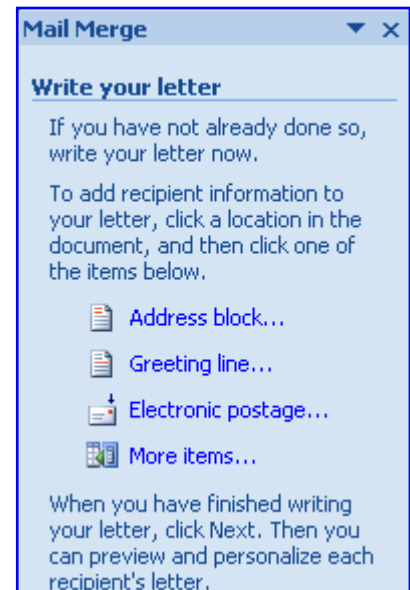 Mail Merge
Write your letter
If you have not already done so,
write your letter now.
To add recipient information to
your letter, click a location in the
document, and then click one of
the items below.
Address block...
Greeting line...
Electronic postage...
More items...
When you have finished writing
your letter, click Next. Then you
can preview and personalize each
recipient's letter.